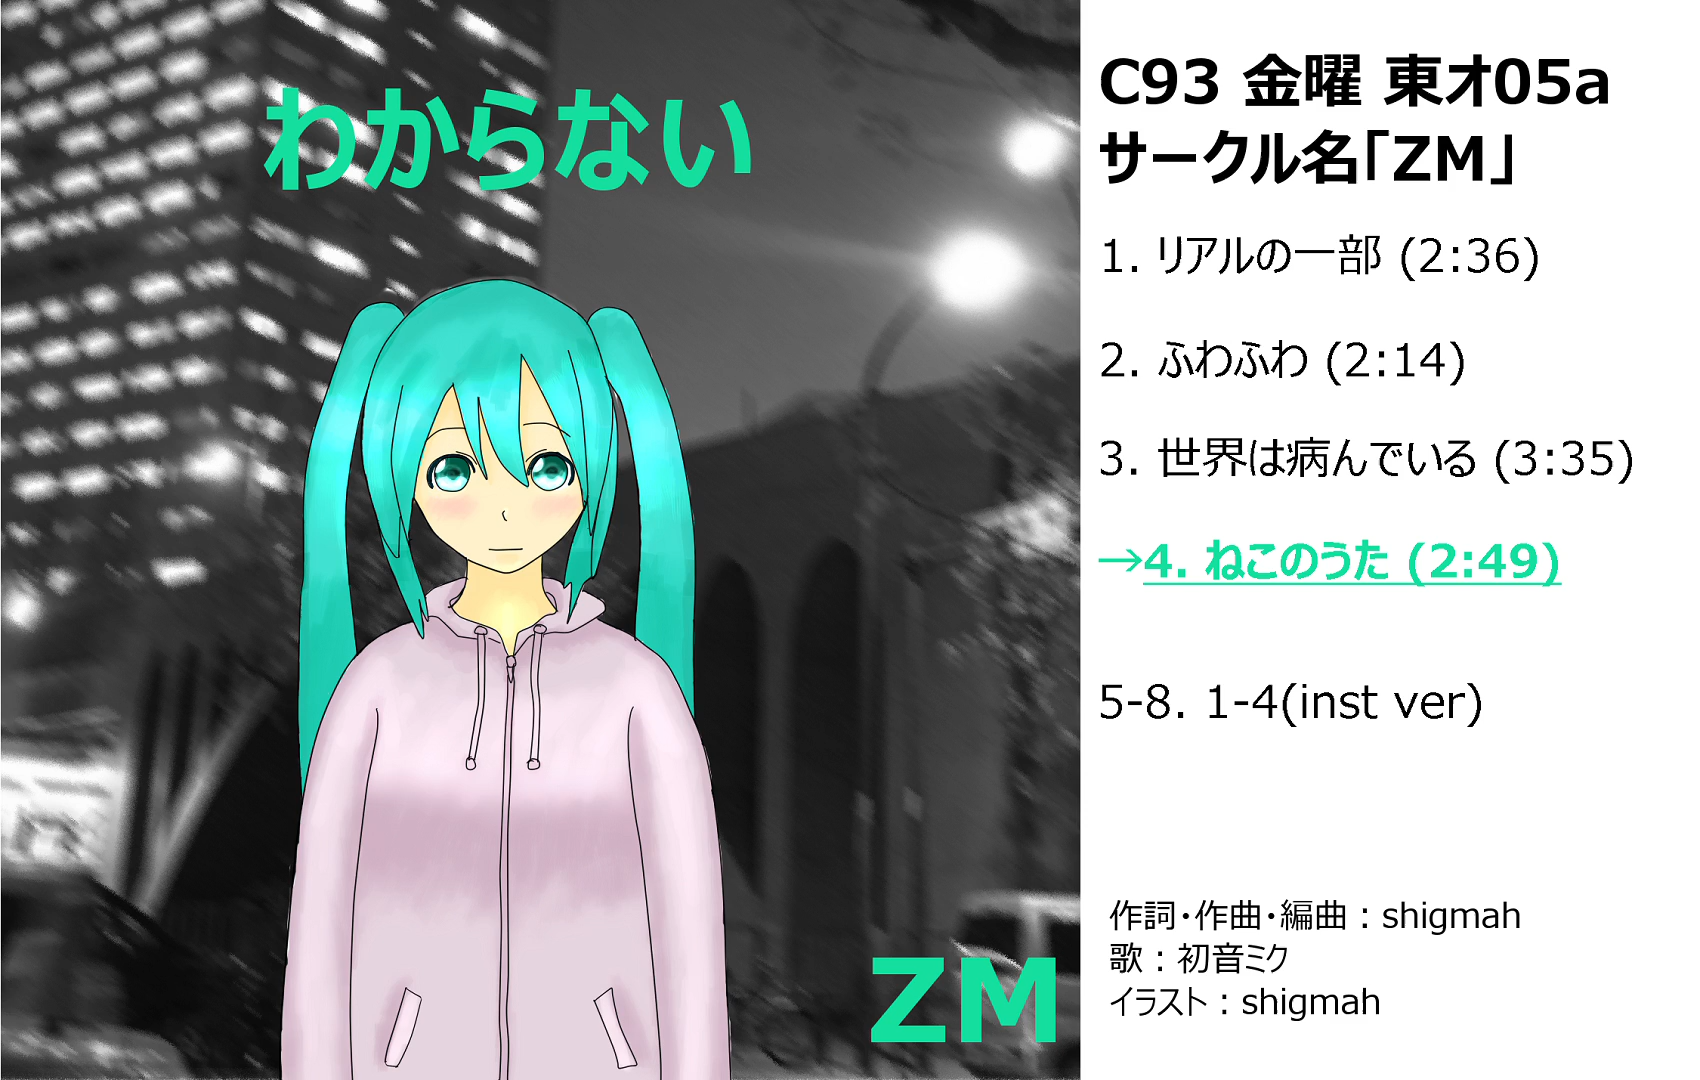 わからない
ZM
C93 金曜 東オ05a
サークル名「ZM」
1. リアルの一部 (2:36)
2. ふわふわ (2:14)
3. 世界は病んでいる (3:35)
→4. ねこのうた (2:49)
5-8. 1-4(inst ver)
作詞・作曲・編曲：shigmah
歌：初音ミク
イラスト：shigmah